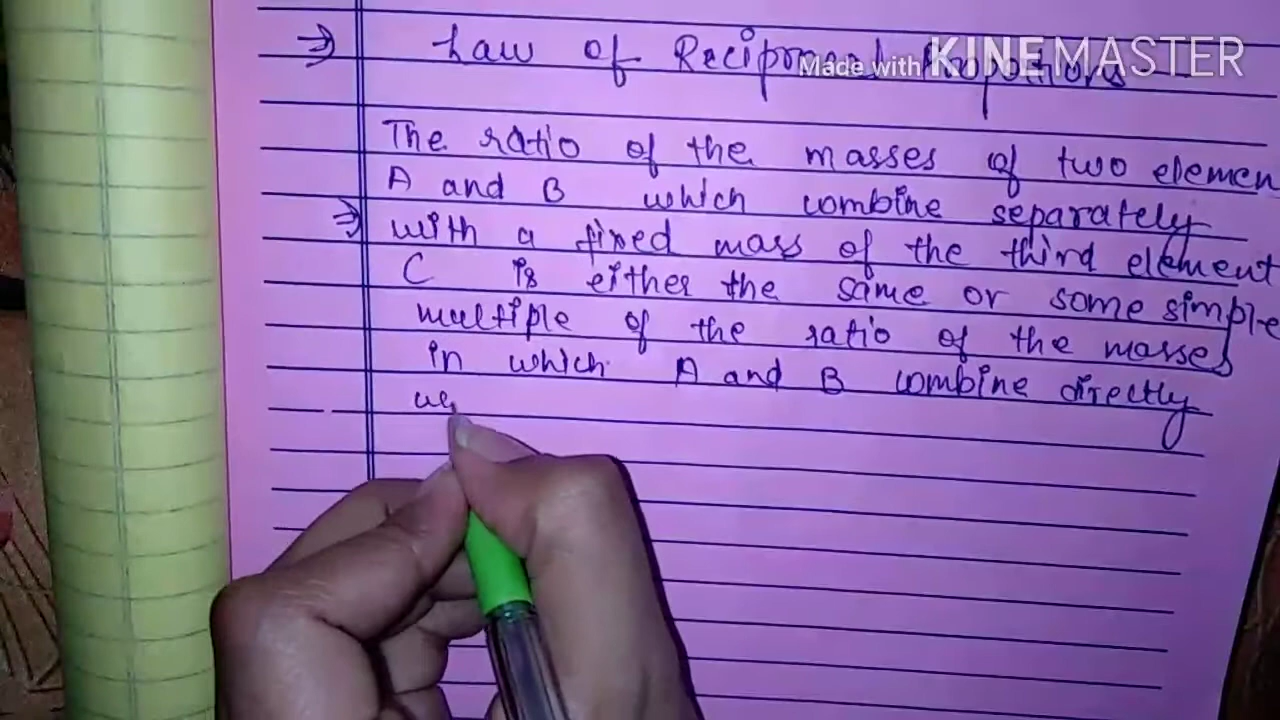 ⇒ Law of Reciprocal Propotions
Made with KINEMASTER
The ratio of the masses of two elemen
A and B which combine separately
⇒ with a fixed mass of the third element
C is either the same or some simple
multiple of the ratio of the masses
in which A and B combine directly